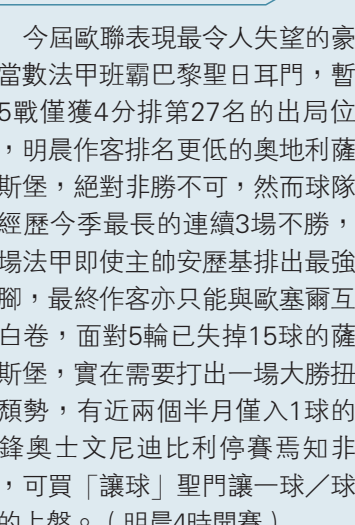 今屆歐聯表現最令人失望的豪
當數法甲班霸巴黎聖日耳門，暫
5戰僅獲4分排第27名的出局位
，明晨作客排名更低的奧地利薩
斯堡，絕對非勝不可，然而球隊
經歷今季最長的連續3場不勝，
場法甲即使主帥安歷基排出最強
腳，最終作客亦只能與歐塞爾互
白卷，面對5輪已失掉15球的薩
斯堡，實在需要打出一場大勝扭
頹勢，有近兩個半月僅入1球的
鋒奧士文尼迪比利停賽焉知非
，可買「讓球」聖門讓一球／球
的上盤。（明晨4時開賽）